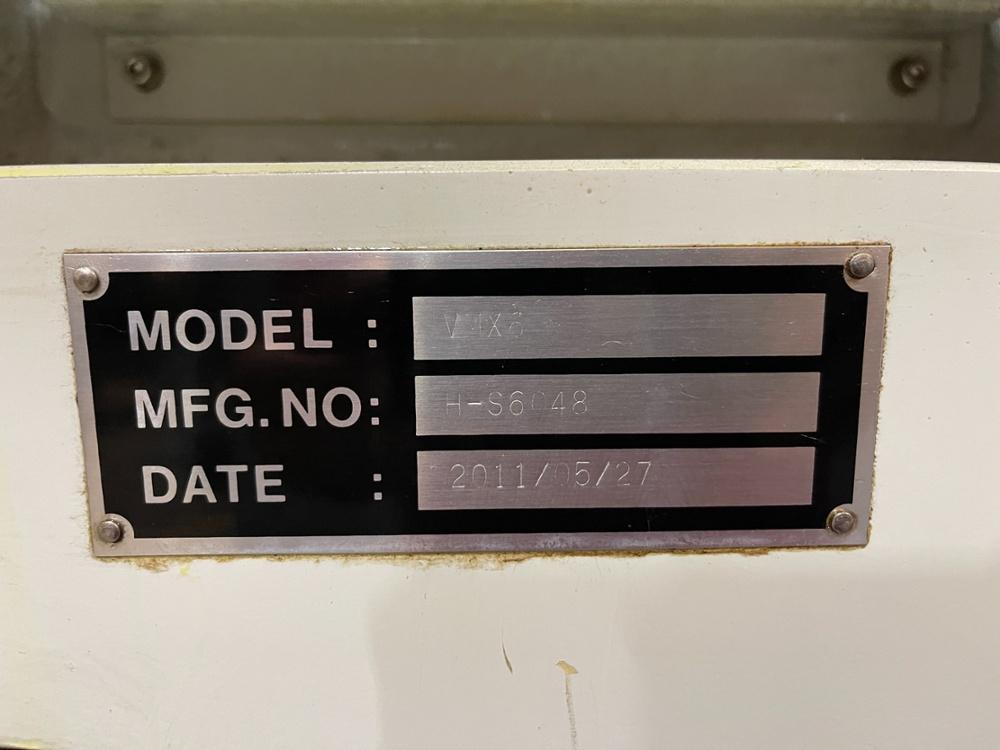 MODEL :
MFG. NO: H-S6048
DATE : 2011/05/27